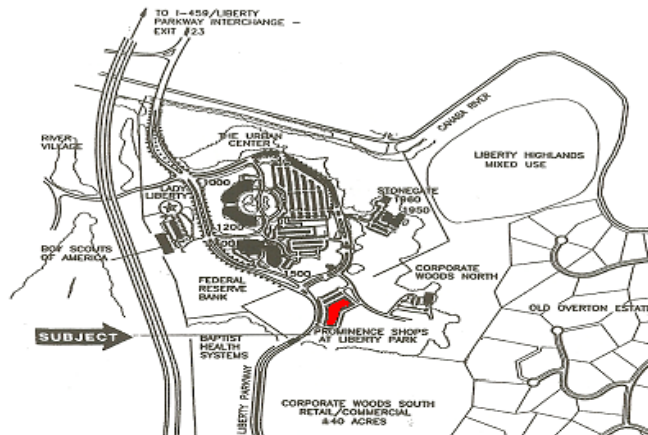 TO I-459/LIBERTY
PARKWAY INTERCHANGE -
EXIT #23
CAHABA RIVER
RIVER
VILLAGE
THE URBAN
CENTER
LIBERTY HIGHLANDS
MIXED USE
1000
LADY
LIBERTY
STONEGATE
1960
1950
1200
BOY SCOUTS
OF AMERICA
1500
FEDERAL
RESERVE
BANK
CORPORATE
WOODS NORTH
OLD OVERTON ESTAT
SUBJECT
PROMINENCE SHOPS
AT LIBERTY PARK
BAPTIST
HEALTH
SYSTEMS
LIBERTY PARKWAY
CORPORATE WOODS SOUTH
RETAIL/COMMERCIAL
±40 ACRES